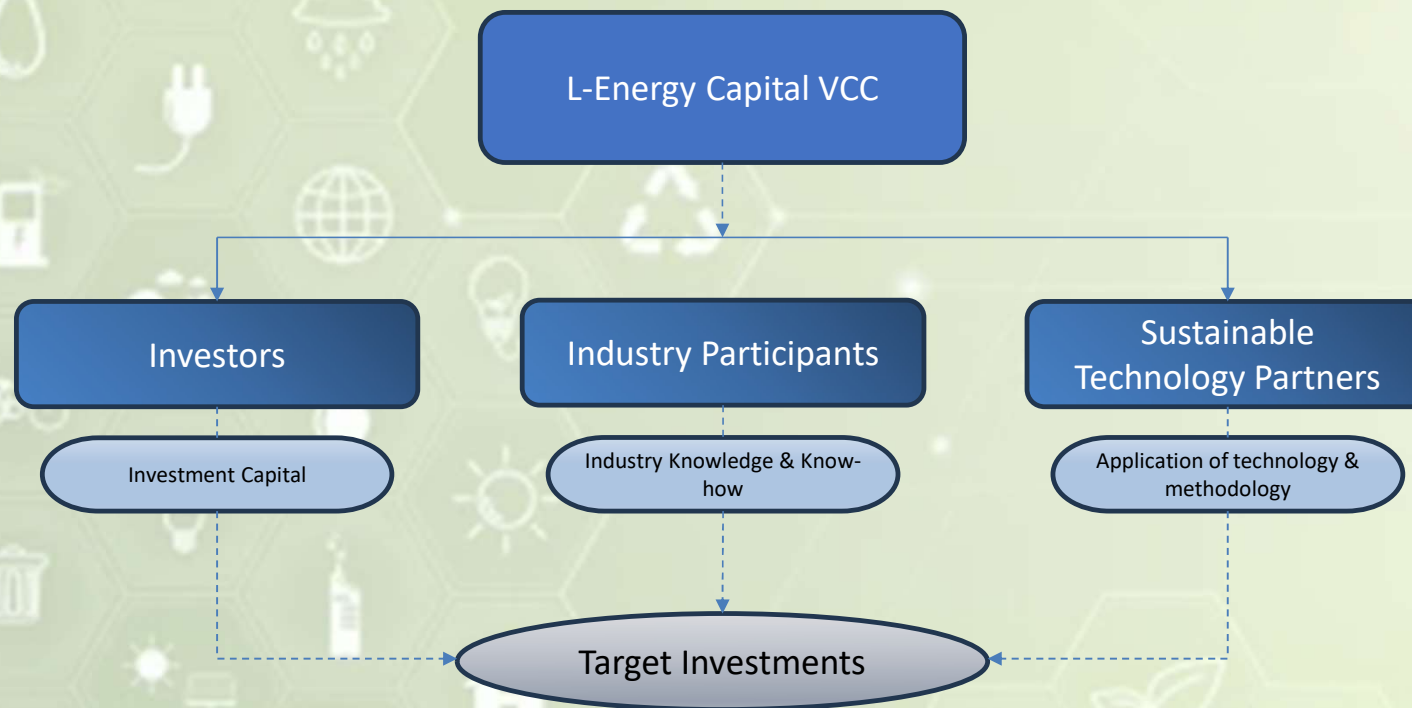 L-Energy Capital VCC
Investors
Industry Participants
Sustainable
Technology Partners
Investment Capital
Industry Knowledge & Know-
how
Application of technology &
methodology
Target Investments